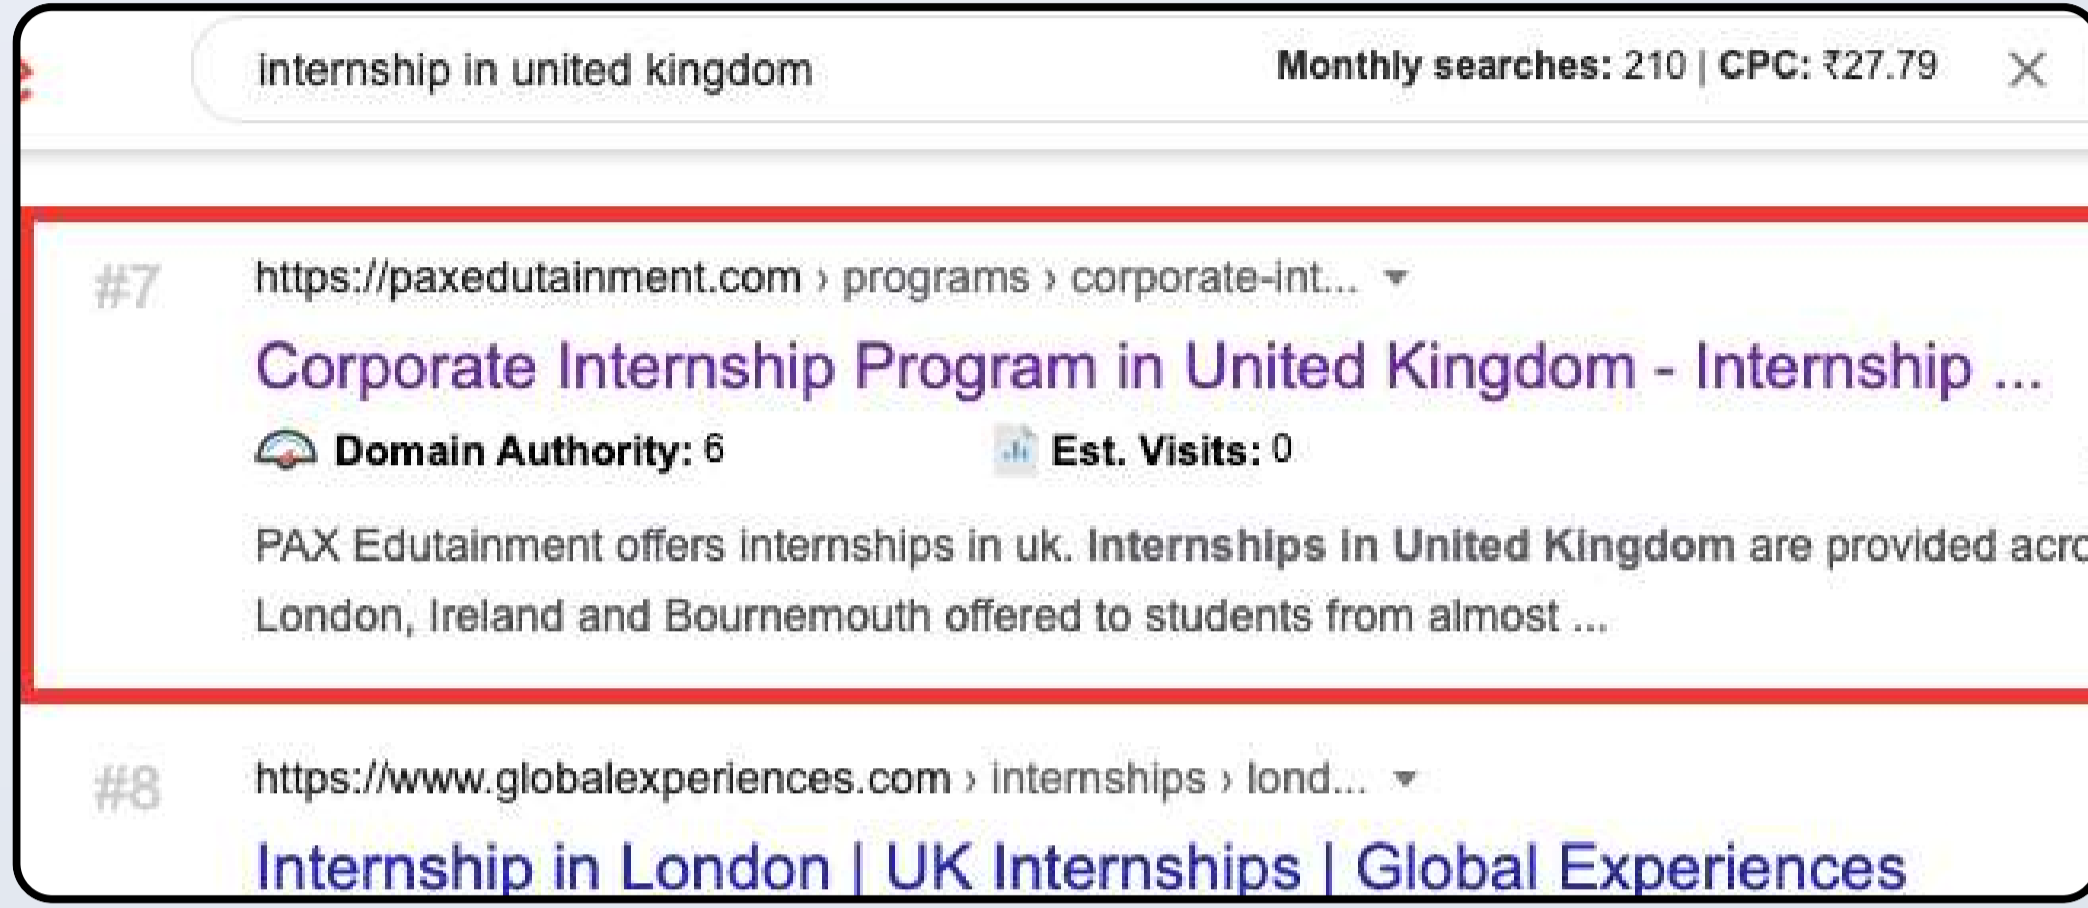 internship in united kingdom
Monthly searches: 210 | CPC: ₹27.79
#7
https://paxedutainment.com › programs › corporate-int...
Corporate Internship Program in United Kingdom - Internship ...
Domain Authority: 6
Est. Visits: 0
PAX Edutainment offers internships in uk. Internships in United Kingdom are provided acro
London, Ireland and Bournemouth offered to students from almost ...
#8
https://www.globalexperiences.com › internships › lond...
Internship in London | UK Internships | Global Experiences